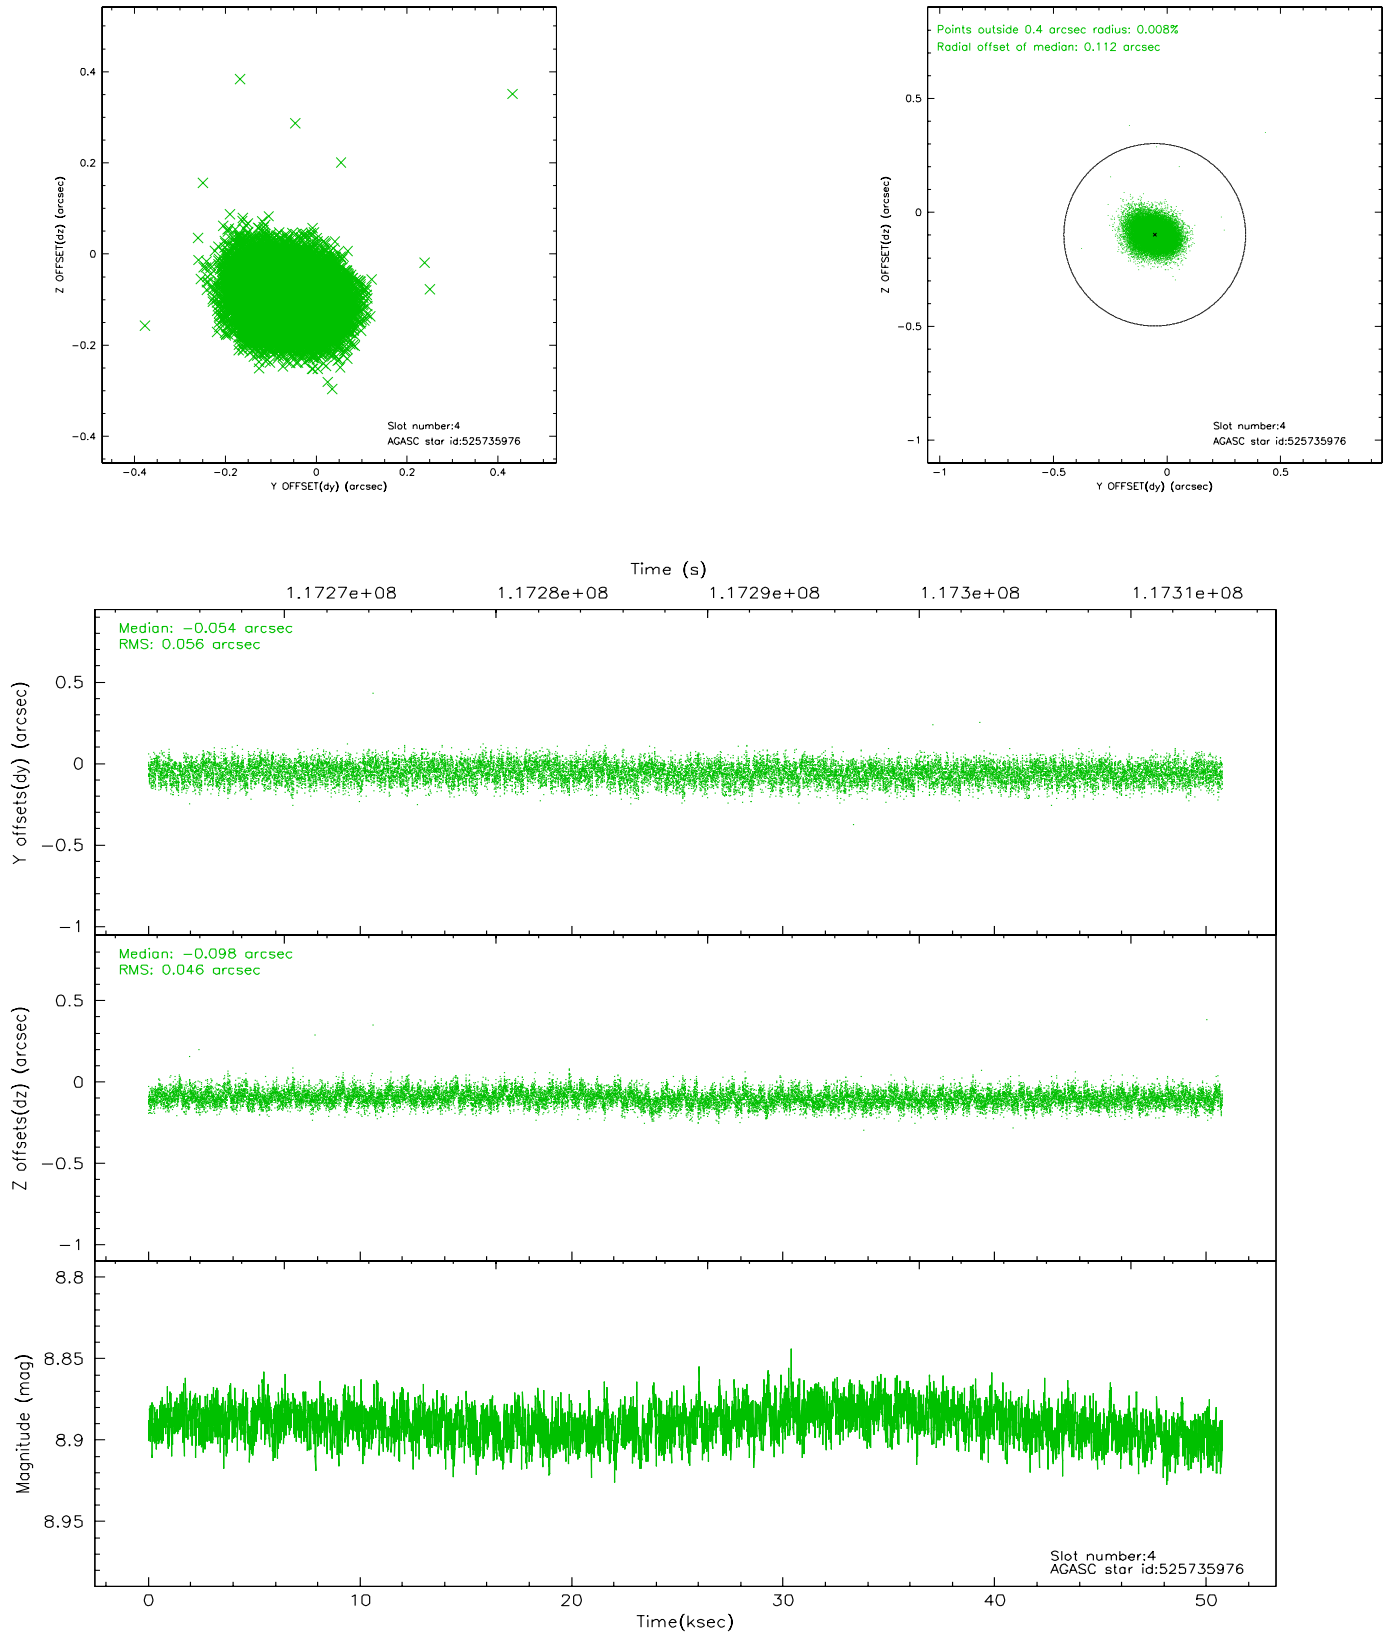 0.4
0.2
0
−0.2
−0.4
Z OFFSET(dz) (arcsec)
Slot number:4
AGASC star id:525735976
−0.4 −0.2 0 0.2 0.4
Y OFFSET(dy) (arcsec)
Points outside 0.4 arcsec radius: 0.008%
Radial offset of median: 0.112 arcsec
0.5
0
−0.5
−1
Z OFFSET(dz) (arcsec)
Slot number:4
AGASC star id:525735976
−1 −0.5 0 0.5
Y OFFSET(dy) (arcsec)
Time (s)
1.1727e+08 1.1728e+08 1.1729e+08 1.173e+08 1.1731e+08
Median: −0.054 arcsec
RMS: 0.056 arcsec
0.5
0
−0.5
−1
Y offsets(dy) (arcsec)
Median: −0.098 arcsec
RMS: 0.046 arcsec
0.5
0
−0.5
−1
Z offsets(dz) (arcsec)
8.8
8.85
8.9
8.95
Magnitude (mag)
Slot number:4
AGASC star id:525735976
0 10 20 30 40 50
Time(ksec)